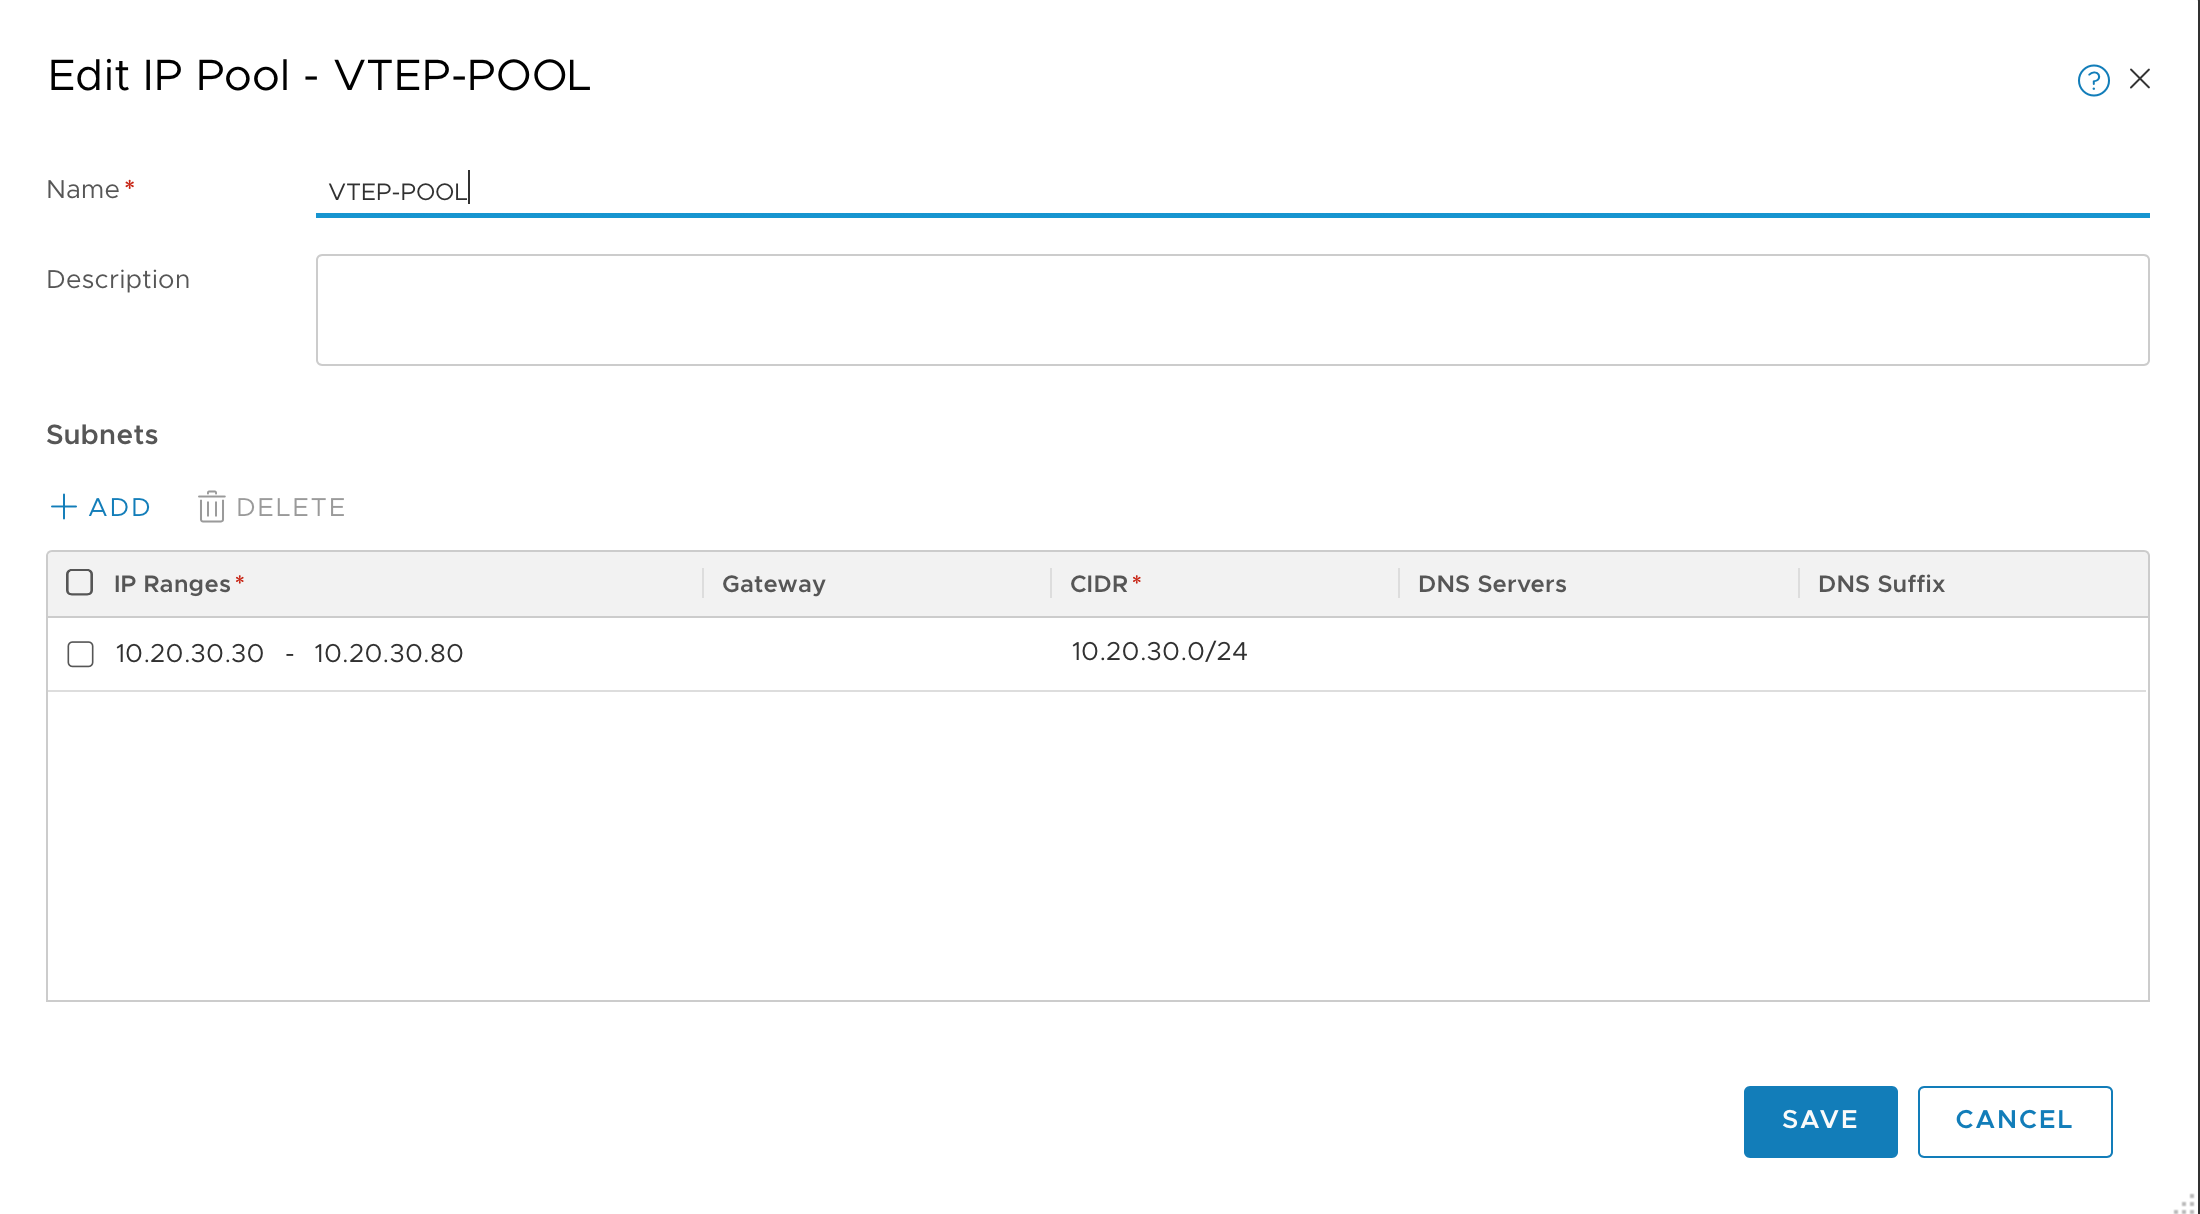 Edit IP Pool - VTEP-POOL
?
Name*
VTEP-POOL
Description
Subnets
+ ADD DELETE
IP Ranges* Gateway CIDR* DNS Servers DNS Suffix
10.20.30.30 - 10.20.30.80 10.20.30.0/24
SAVE CANCEL